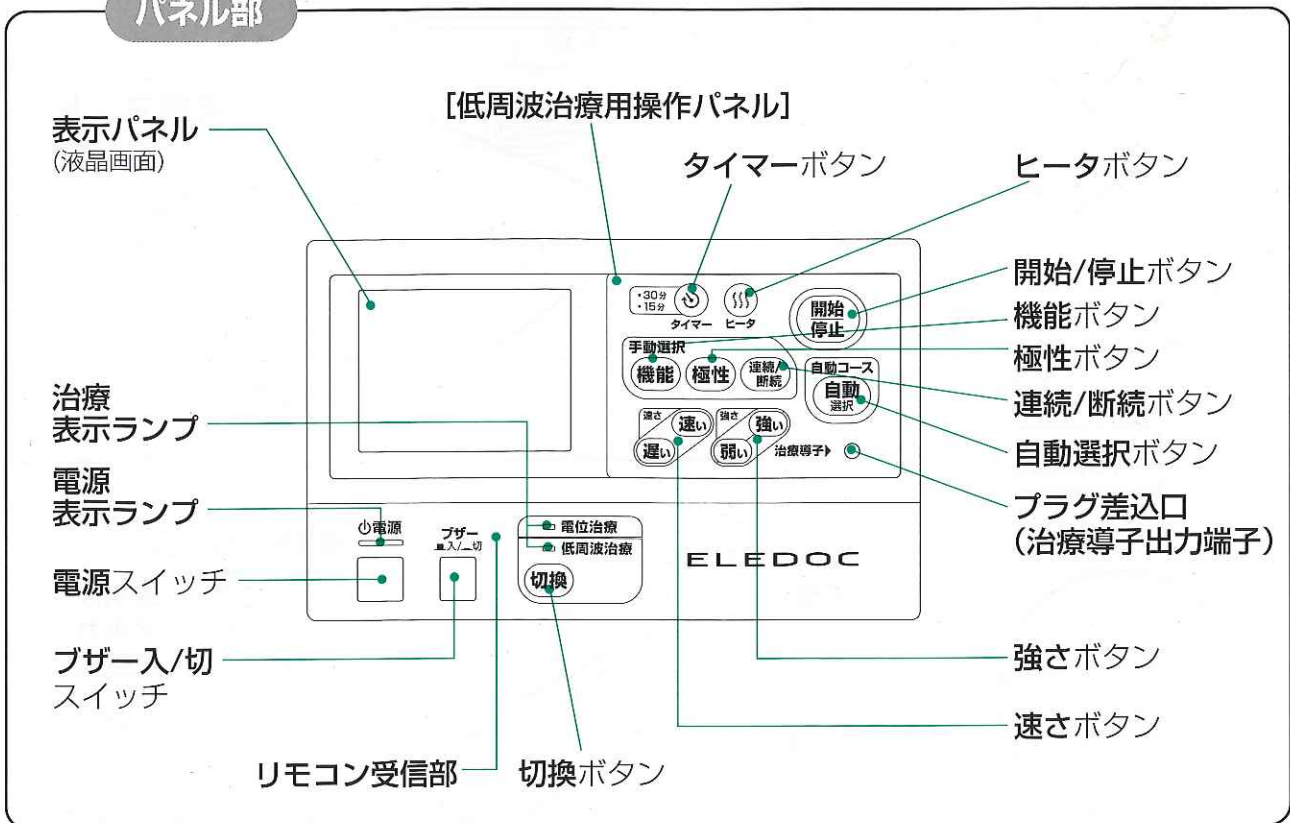 パネル部
[低周波治療用操作パネル]
表示パネル
(液晶画面)
タイマーボタン
ヒータボタン
開始/停止ボタン
機能ボタン
極性ボタン
連続/断続ボタン
自動選択ボタン
プラグ差込口
(治療導子出力端子)
強さボタン
速さボタン
治療
表示ランプ
電源
表示ランプ
電源スイッチ
ブザー入/切
スイッチ
リモコン受信部
切換ボタン
・30分
・15分
タイマー
ヒータ
開始
停止
手動選択
機能
極性
連続/
断続
自動コース
自動
選択
速さ
速い
遅い
強さ
強い
弱い
治療導子
電源
ブザー
入/切
電位治療
低周波治療
切換
ELEDOC